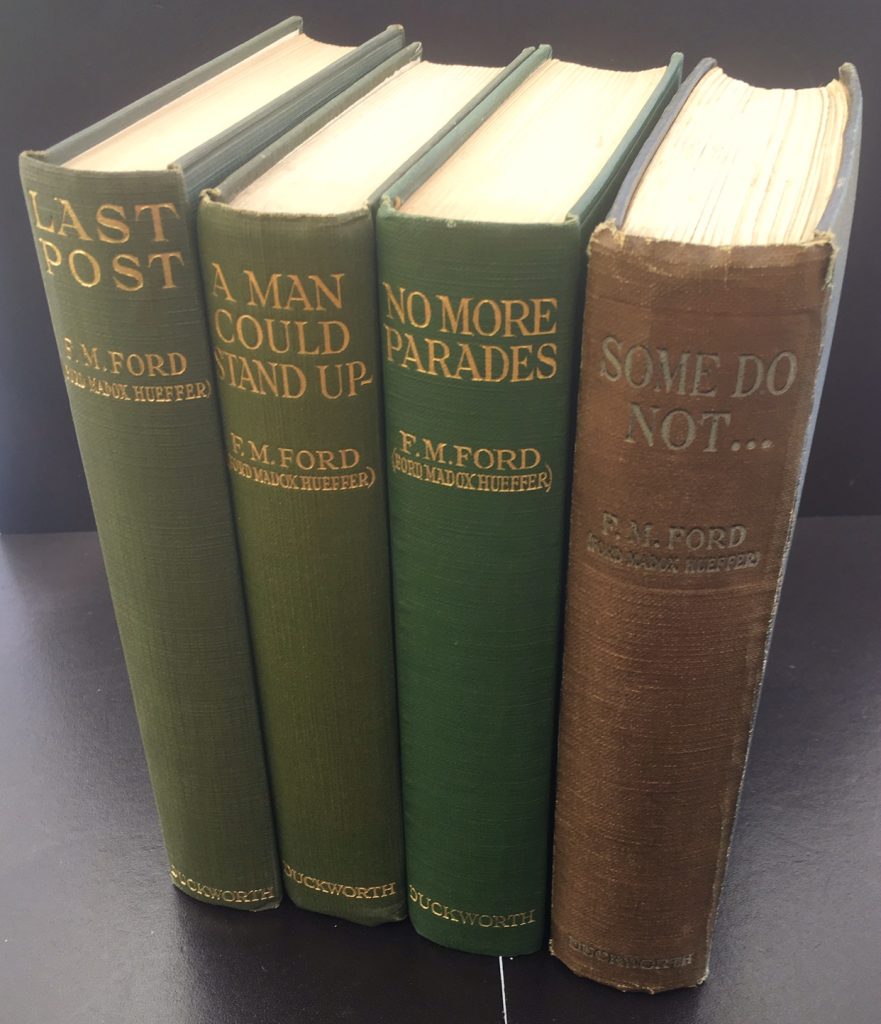 LAST
POST
F. M. FORD
(FORD MADOX HUEFFER)
DUCKWORTH
A MAN
COULD
STAND UP-
F. M. FORD
(FORD MADOX HUEFFER)
DUCKWORTH
NO MORE
PARADES
F. M. FORD
(FORD MADOX HUEFFER)
DUCKWORTH
SOME DO
NOT...
F. M. FORD
(FORD MADOX HUEFFER)
DUCKWORTH